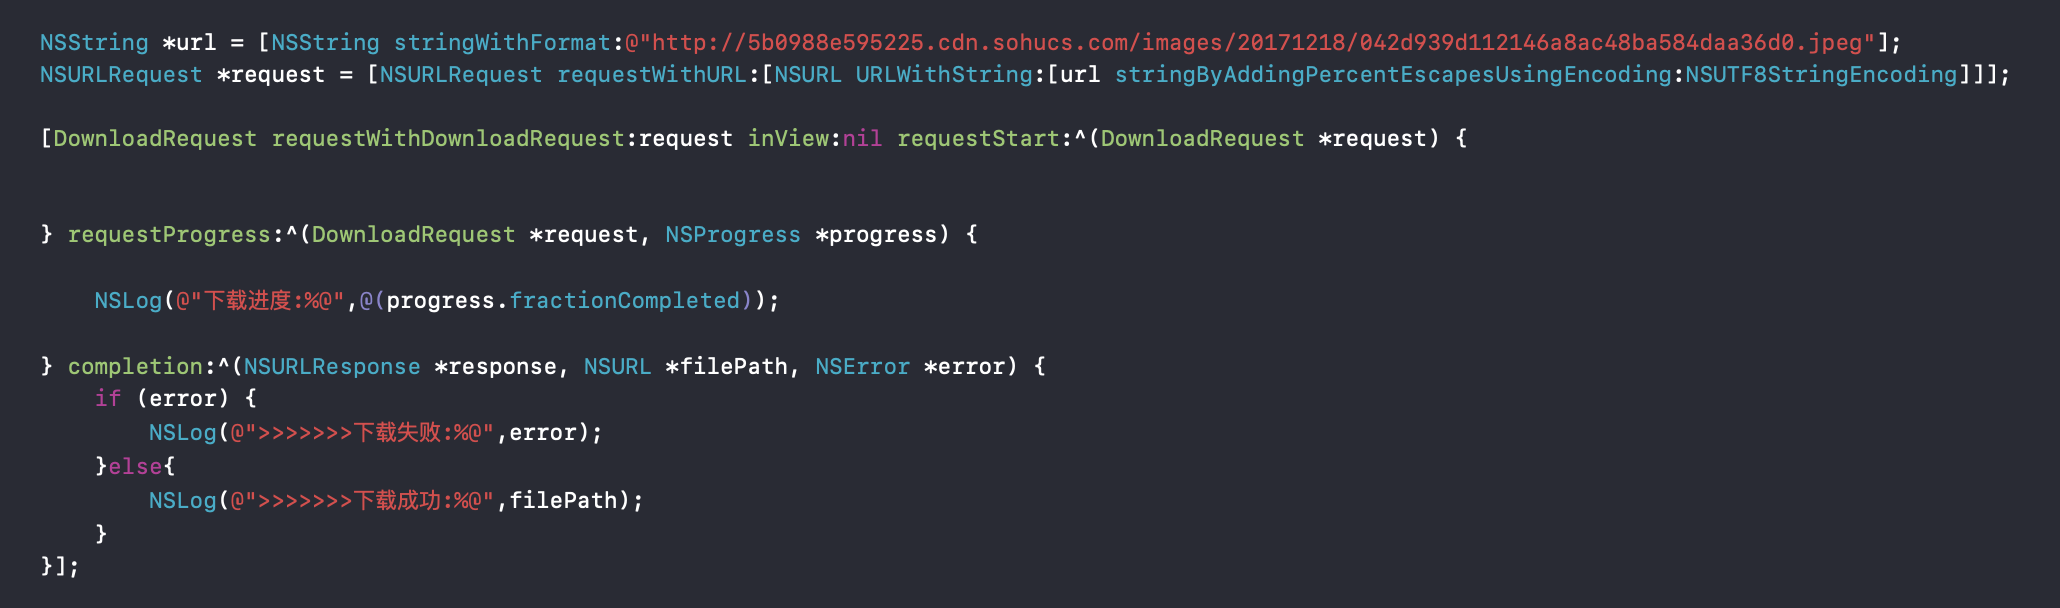 NSString *url = [NSString stringWithFormat:@"http://5b0988e595225.cdn.sohucs.com/images/20171218/042d939d112146a8ac48ba584daa36d0.jpeg"];
NSURLRequest *request = [NSURLRequest requestWithURL:[NSURL URLWithString:[url stringByAddingPercentEscapesUsingEncoding:NSUTF8StringEncoding]]];
[DownloadRequest requestWithDownloadRequest:request inView:nil requestStart:^(DownloadRequest *request) {
} requestProgress:^(DownloadRequest *request, NSProgress *progress) {
NSLog(@"下载进度:%@",@(progress.fractionCompleted));
} completion:^(NSURLResponse *response, NSURL *filePath, NSError *error) {
if (error) {
NSLog(@">>>>>>>下载失败:%@",error);
}else{
NSLog(@">>>>>>>下载成功:%@",filePath);
}
}];